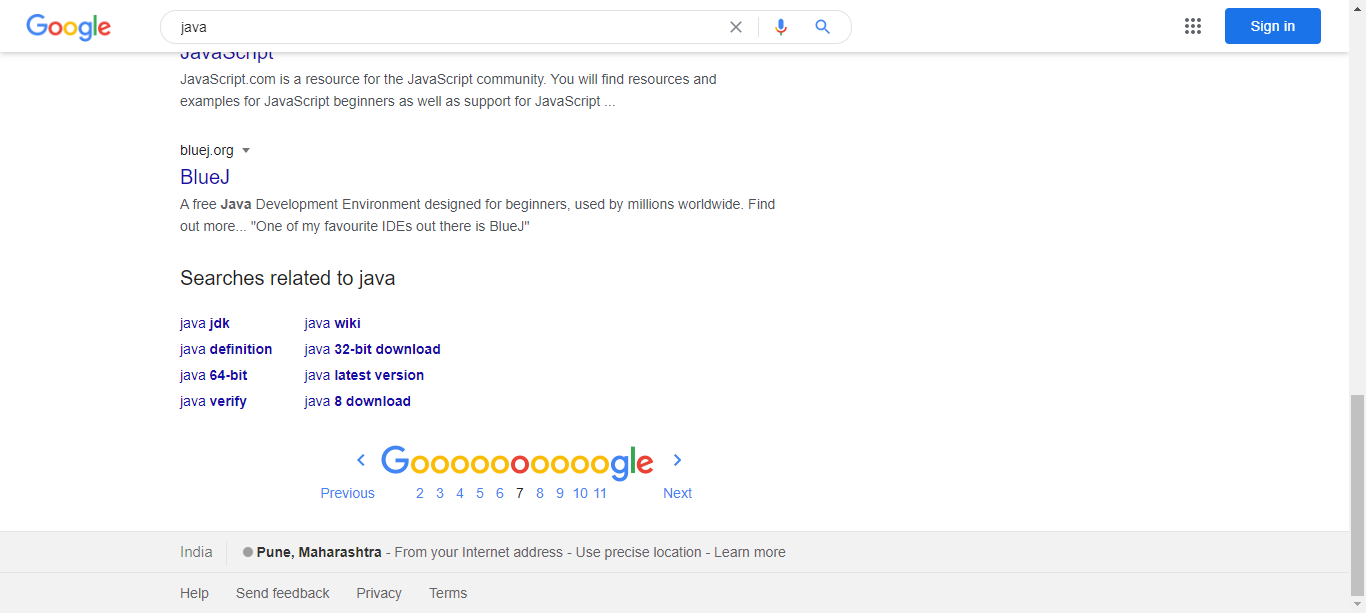 Google
java
Sign in
JavaScript
JavaScript.com is a resource for the JavaScript community. You will find resources and
examples for JavaScript beginners as well as support for JavaScript ...
bluej.org
BlueJ
A free Java Development Environment designed for beginners, used by millions worldwide. Find
out more... "One of my favourite IDEs out there is BlueJ"
Searches related to java
java jdk java wiki
java definition java 32-bit download
java 64-bit java latest version
java verify java 8 download
Goooooooooogle
Previous 2 3 4 5 6 7 8 9 10 11 Next
India Pune, Maharashtra - From your Internet address - Use precise location - Learn more
Help Send feedback Privacy Terms